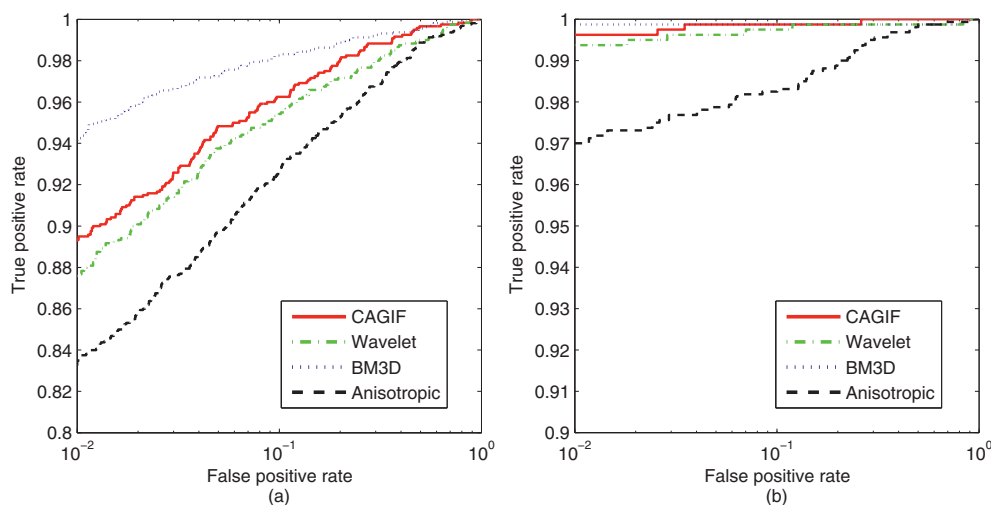 True positive rate
1
0.98
0.96
0.94
0.92
0.9
0.88
0.86
0.84
0.82
0.8
10^-2
10^-1
10^0
False positive rate
(a)
CAGIF
Wavelet
BM3D
Anisotropic
True positive rate
1
0.99
0.98
0.97
0.96
0.95
0.94
0.93
0.92
0.91
0.9
10^-2
10^-1
10^0
False positive rate
(b)
CAGIF
Wavelet
BM3D
Anisotropic